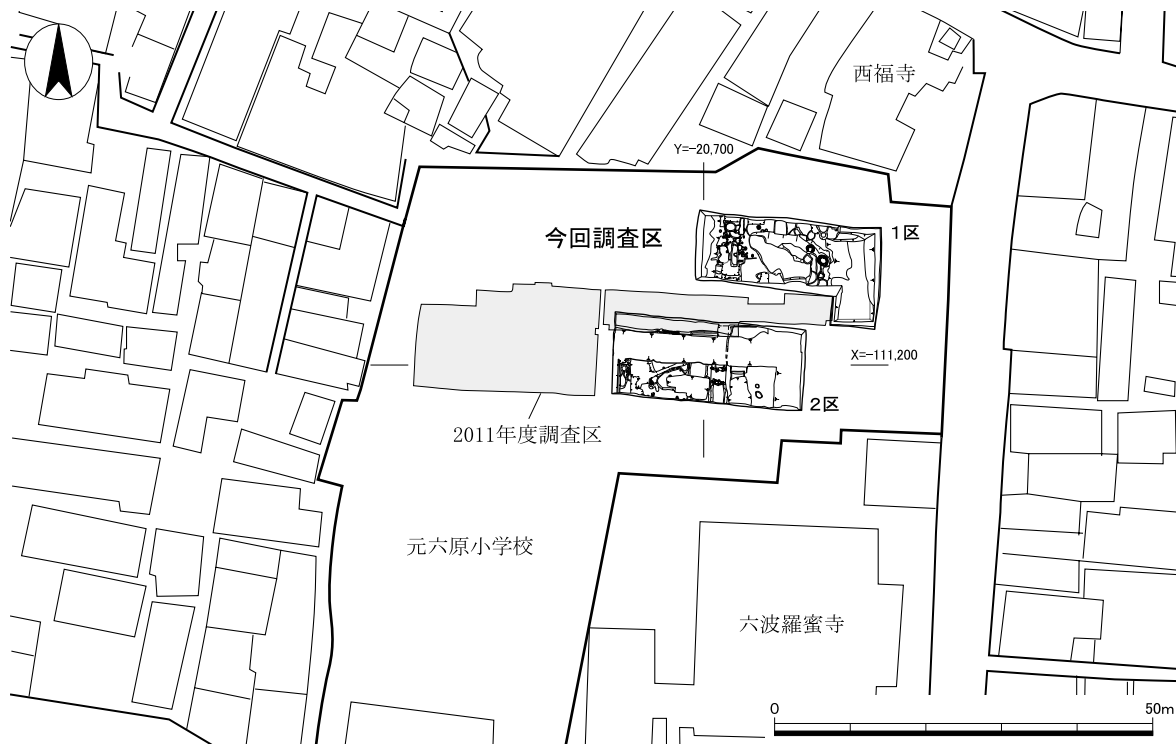 西福寺
Y=-20,700
1区
今回調査区
X=-111,200
2区
2011年度調査区
元六原小学校
六波羅蜜寺
0
50m